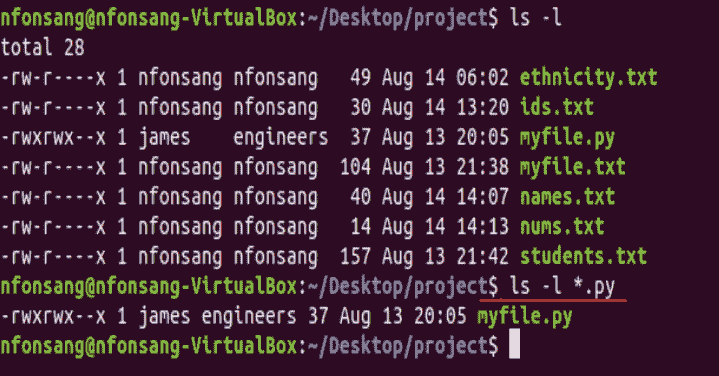 nfonsang@nfonsang-VirtualBox:~/Desktop/project$ ls -l
total 28
-rw-r----x 1 nfonsang nfonsang   49 Aug 14 06:02 ethnicity.txt
-rw-r----x 1 nfonsang nfonsang   30 Aug 14 13:20 ids.txt
-rwxrwx--x 1 james    engineers  37 Aug 13 20:05 myfile.py
-rw-r----x 1 nfonsang nfonsang  104 Aug 13 21:38 myfile.txt
-rw-r----x 1 nfonsang nfonsang   40 Aug 14 14:07 names.txt
-rw-r----x 1 nfonsang nfonsang   14 Aug 14 14:13 nums.txt
-rw-r----x 1 nfonsang nfonsang  157 Aug 13 21:42 students.txt
nfonsang@nfonsang-VirtualBox:~/Desktop/project$ ls -l *.py
-rwxrwx--x 1 james engineers 37 Aug 13 20:05 myfile.py
nfonsang@nfonsang-VirtualBox:~/Desktop/project$